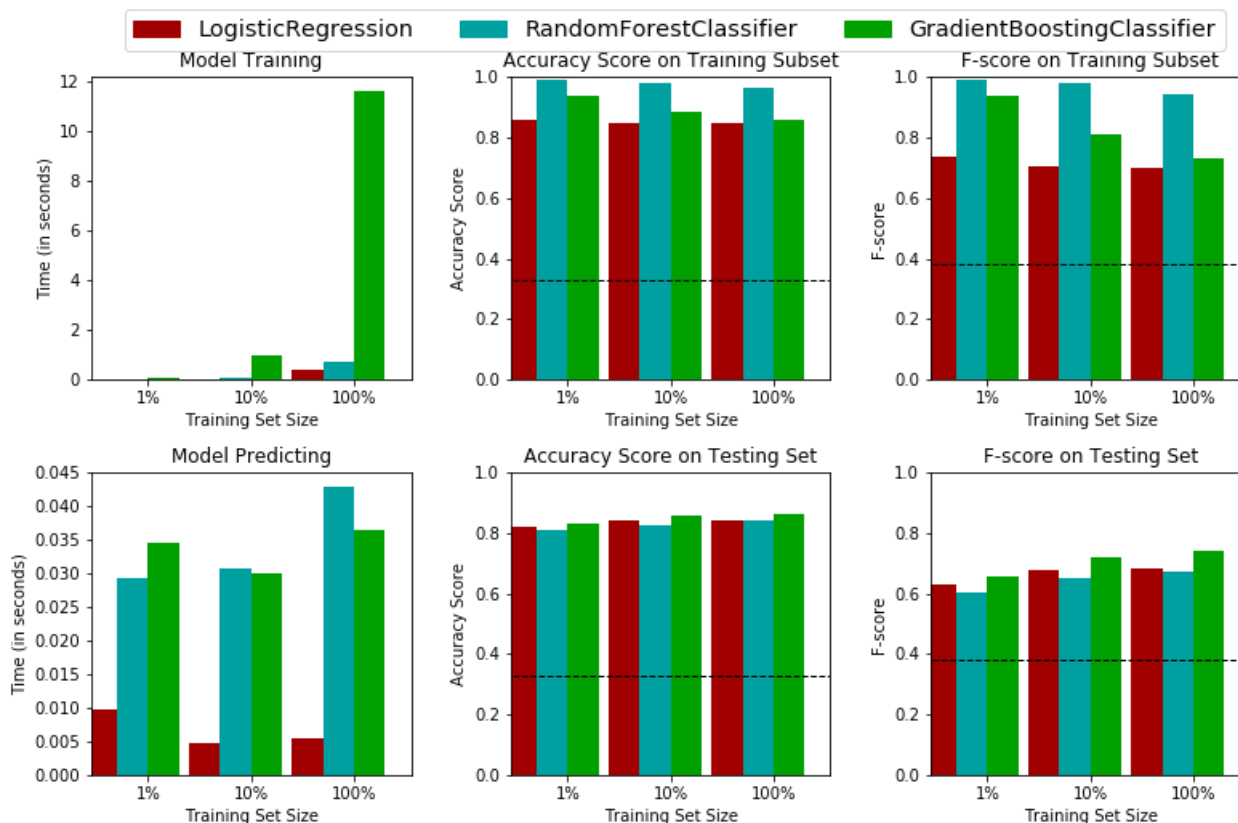 LogisticRegression RandomForestClassifier GradientBoostingClassifier
Model Training
Time (in seconds)
12
10
8
6
4
2
0
1% 10% 100%
Training Set Size
Accuracy Score on Training Subset
Accuracy Score
1.0
0.8
0.6
0.4
0.2
0.0
1% 10% 100%
Training Set Size
F-score on Training Subset
F-score
1.0
0.8
0.6
0.4
0.2
0.0
1% 10% 100%
Training Set Size
Model Predicting
Time (in seconds)
0.045
0.040
0.035
0.030
0.025
0.020
0.015
0.010
0.005
0.000
1% 10% 100%
Training Set Size
Accuracy Score on Testing Set
Accuracy Score
1.0
0.8
0.6
0.4
0.2
0.0
1% 10% 100%
Training Set Size
F-score on Testing Set
F-score
1.0
0.8
0.6
0.4
0.2
0.0
1% 10% 100%
Training Set Size